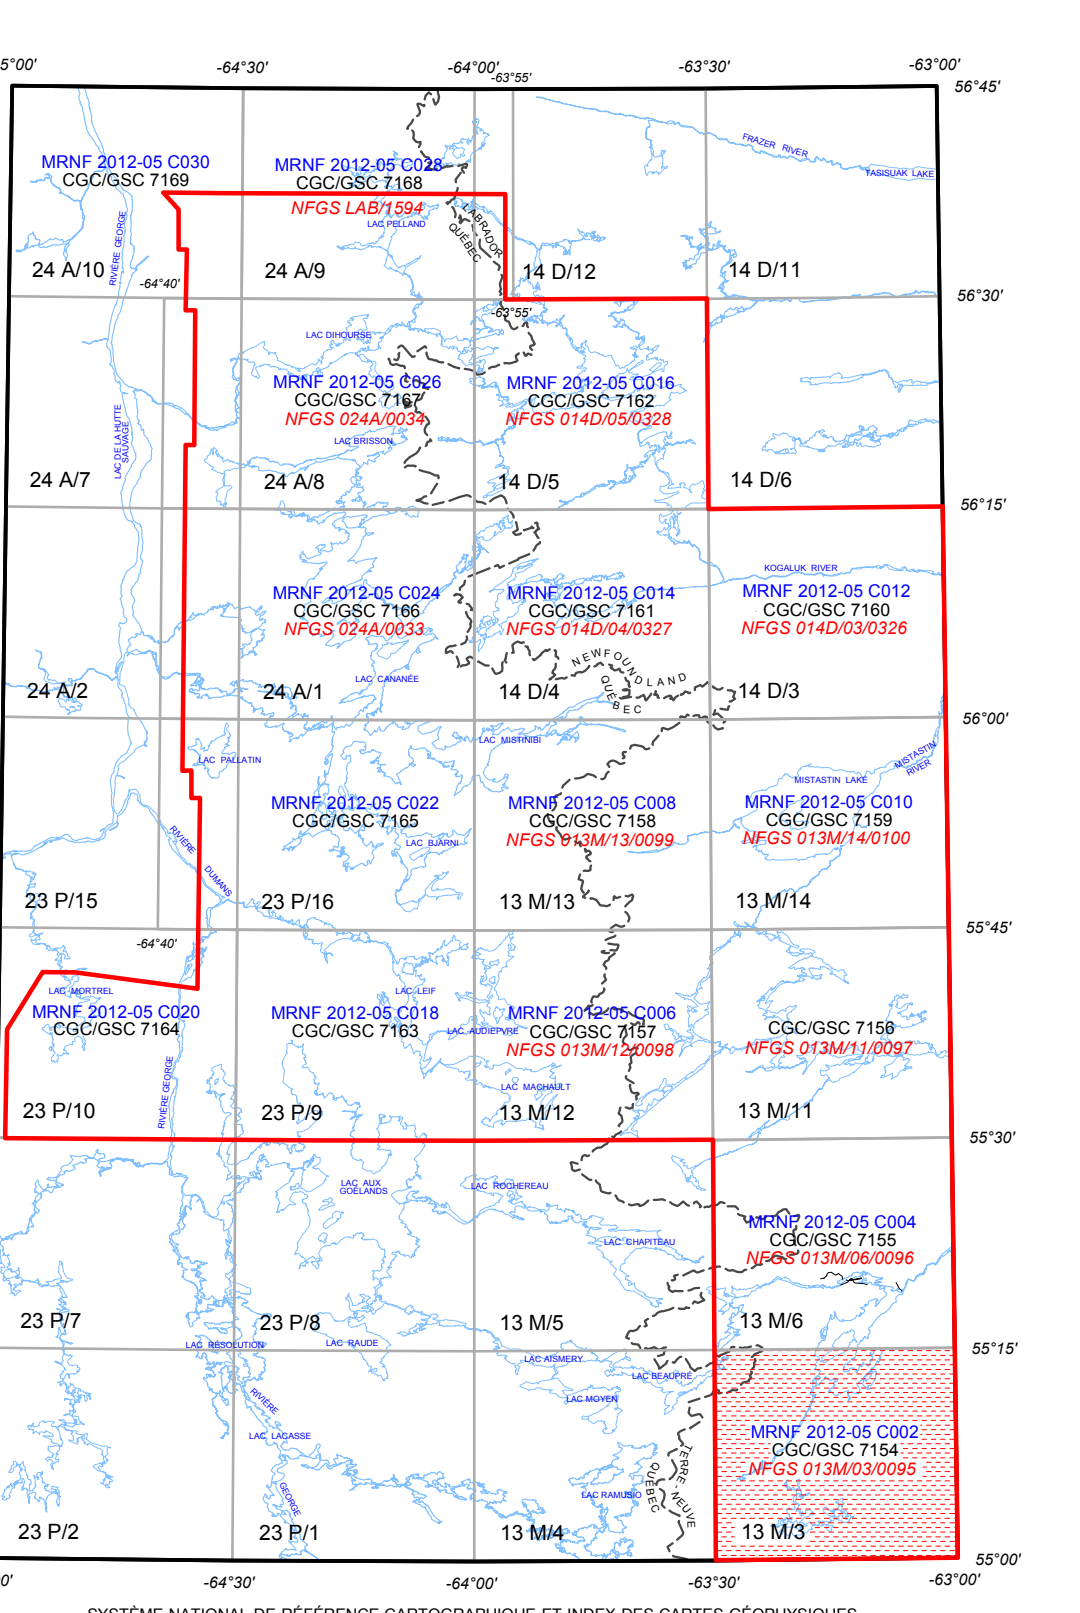 5°00'
-64°30'
-64°00'
-63°55'
-63°30'
-63°00'
56°45'
FRAZER RIVER
TASISUAK LAKE
MRNF 2012-05 C030
CGC/GSC 7169
MRNF 2012-05 C028
CGC/GSC 7168
NFGS LAB/1594
LAC PELLAND
LABRADOR
QUÉBEC
RIVIÈRE GEORGE
24 A/10
-64°40'
24 A/9
14 D/12
14 D/11
56°30'
-63°55'
LAC DIHOURSE
MRNF 2012-05 C026
CGC/GSC 7167
NFGS 024A/0034
MRNF 2012-05 C016
CGC/GSC 7162
NFGS 014D/05/0328
LAC DE LA HUTTE
SAUVAGE
LAC BRISSON
24 A/7
24 A/8
14 D/5
14 D/6
56°15'
KOGALUK RIVER
MRNF 2012-05 C024
CGC/GSC 7166
NFGS 024A/0033
MRNF 2012-05 C014
CGC/GSC 7161
NFGS 014D/04/0327
MRNF 2012-05 C012
CGC/GSC 7160
NFGS 014D/03/0326
NEWFOUNDLAND
QUÉBEC
LAC CANANÉE
24 A/2
24 A/1
14 D/4
14 D/3
56°00'
LAC MISTINIBI
LAC PALLATIN
MISTASTIN LAKE
MISTASTIN
RIVER
MRNF 2012-05 C022
CGC/GSC 7165
MRNF 2012-05 C008
CGC/GSC 7158
NFGS 013M/13/0099
MRNF 2012-05 C010
CGC/GSC 7159
NFGS 013M/14/0100
RIVIÈRE
DUMANS
LAC BJARNI
23 P/15
23 P/16
13 M/13
13 M/14
55°45'
-64°40'
LAC MORTREL
LAC LEIF
MRNF 2012-05 C020
CGC/GSC 7164
MRNF 2012-05 C018
CGC/GSC 7163
LAC AUDIEPVRE
MRNF 2012-05 C006
CGC/GSC 7157
NFGS 013M/12/0098
CGC/GSC 7156
NFGS 013M/11/0097
RIVIÈRE GEORGE
LAC MACHAULT
23 P/10
23 P/9
13 M/12
13 M/11
55°30'
LAC AUX
GOÉLANDS
LAC ROCHEREAU
LAC CHAPITEAU
MRNF 2012-05 C004
CGC/GSC 7155
NFGS 013M/06/0096
23 P/7
23 P/8
13 M/5
13 M/6
LAC RÉSOLUTION
LAC RAUDE
55°15'
LAC AISMERY
LAC BEAUPRÉ
LAC MOYEN
RIVIÈRE
LAC LACASSE
GEORGE
MRNF 2012-05 C002
CGC/GSC 7154
NFGS 013M/03/0095
TERRE-NEUVE
QUÉBEC
LAC RAMUSIO
23 P/2
23 P/1
13 M/4
13 M/3
55°00'
00'
-64°30'
-64°00'
-63°30'
-63°00'
SYSTÈME NATIONAL DE RÉFÉRENCE CARTOGRAPHIQUE ET INDEX DES CARTES GÉOPHYSIQUES